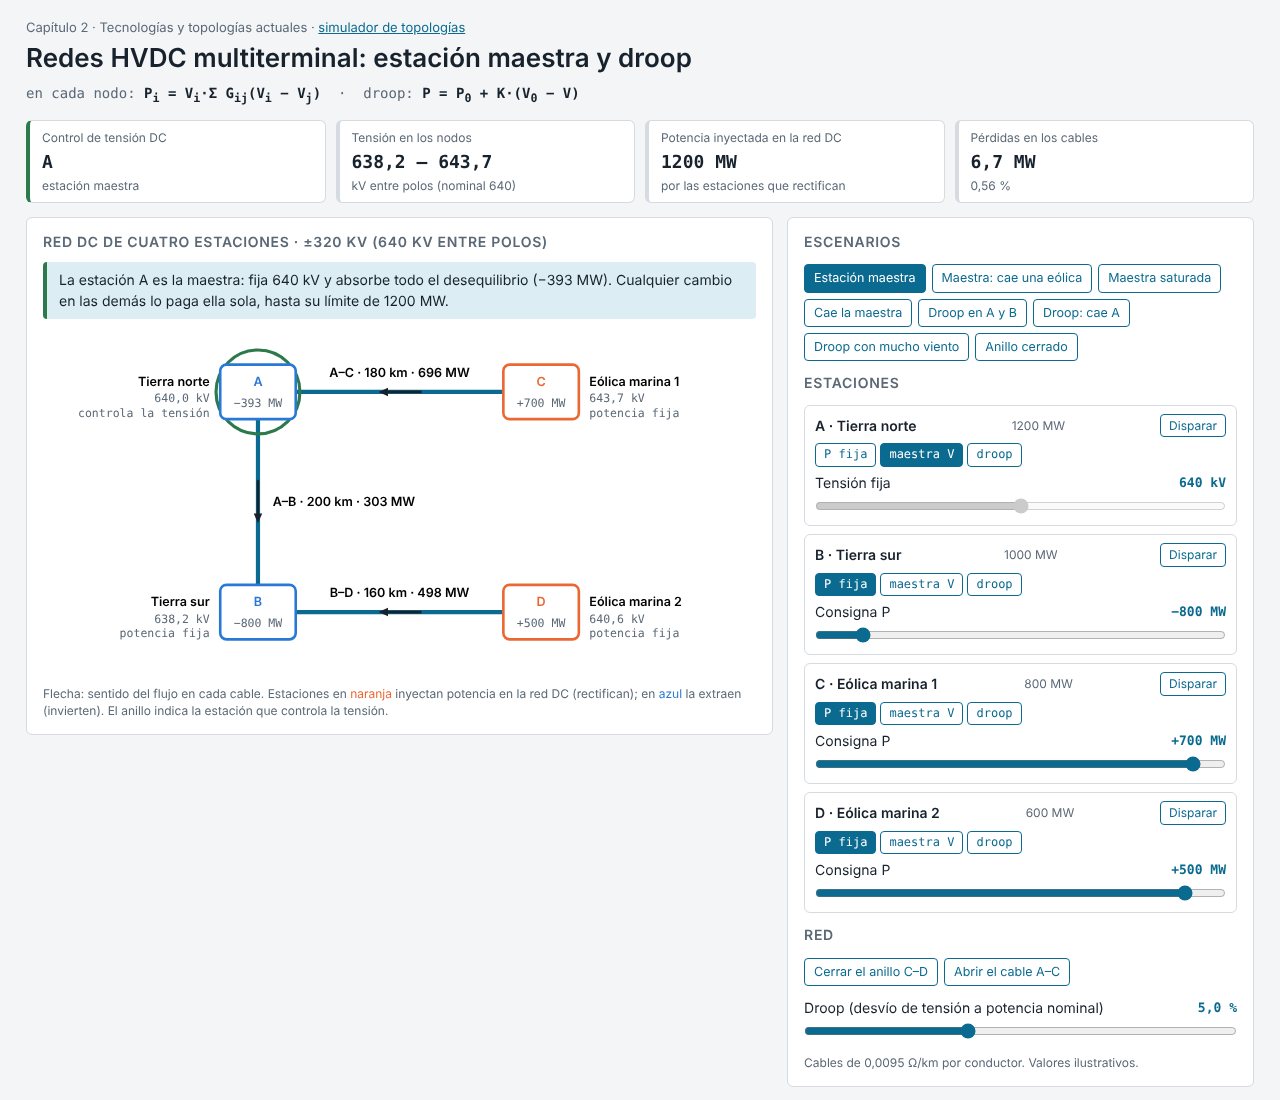 Capítulo 2 · Tecnologías y topologías actuales · simulador de topologías
Redes HVDC multiterminal: estación maestra y droop
en cada nodo: Pi = Vi·Σ Gij(Vi − Vj) · droop: P = P0 + K·(V0 − V)
Control de tensión DC
A
estación maestra
Tensión en los nodos
638,2 — 643,7
kV entre polos (nominal 640)
Potencia inyectada en la red DC
1200 MW
por las estaciones que rectifican
Pérdidas en los cables
6,7 MW
0,56 %
RED DC DE CUATRO ESTACIONES · ±320 KV (640 KV ENTRE POLOS)
La estación A es la maestra: fija 640 kV y absorbe todo el desequilibrio (−393 MW). Cualquier cambio
en las demás lo paga ella sola, hasta su límite de 1200 MW.
Tierra norte
640,0 kV
controla la tensión
A
−393 MW
A–C · 180 km · 696 MW
C
+700 MW
Eólica marina 1
643,7 kV
potencia fija
A–B · 200 km · 303 MW
Tierra sur
638,2 kV
potencia fija
B
−800 MW
B–D · 160 km · 498 MW
D
+500 MW
Eólica marina 2
640,6 kV
potencia fija
Flecha: sentido del flujo en cada cable. Estaciones en naranja inyectan potencia en la red DC (rectifican); en azul la extraen
(invierten). El anillo indica la estación que controla la tensión.
ESCENARIOS
Estación maestra
Maestra: cae una eólica
Maestra saturada
Cae la maestra
Droop en A y B
Droop: cae A
Droop con mucho viento
Anillo cerrado
ESTACIONES
A · Tierra norte
1200 MW
Disparar
P fija
maestra V
droop
Tensión fija
640 kV
B · Tierra sur
1000 MW
Disparar
P fija
maestra V
droop
Consigna P
−800 MW
C · Eólica marina 1
800 MW
Disparar
P fija
maestra V
droop
Consigna P
+700 MW
D · Eólica marina 2
600 MW
Disparar
P fija
maestra V
droop
Consigna P
+500 MW
RED
Cerrar el anillo C–D
Abrir el cable A–C
Droop (desvío de tensión a potencia nominal)
5,0 %
Cables de 0,0095 Ω/km por conductor. Valores ilustrativos.